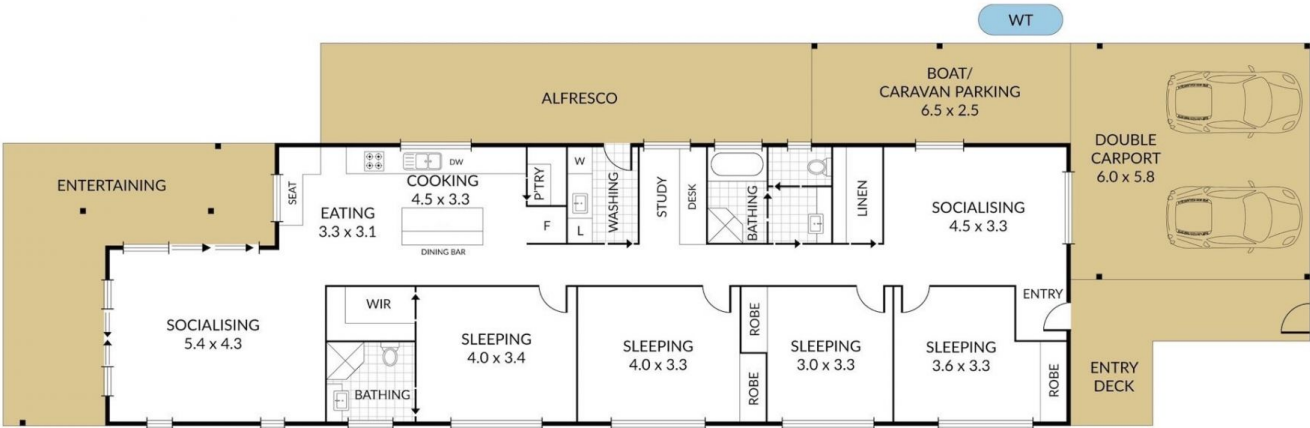 WT
ALFRESCO
BOAT/
CARAVAN PARKING
6.5 x 2.5
DOUBLE
CARPORT
6.0 x 5.8
ENTERTAINING
SEAT
EATING
3.3 x 3.1
DW
COOKING
4.5 x 3.3
DINING BAR
P'TRY
F
W
L
WASHING
STUDY
DESK
BATHING
LINEN
SOCIALISING
4.5 x 3.3
ENTRY
SOCIALISING
5.4 x 4.3
WIR
BATHING
SLEEPING
4.0 x 3.4
SLEEPING
4.0 x 3.3
ROBE
ROBE
SLEEPING
3.0 x 3.3
SLEEPING
3.6 x 3.3
ROBE
ENTRY
DECK